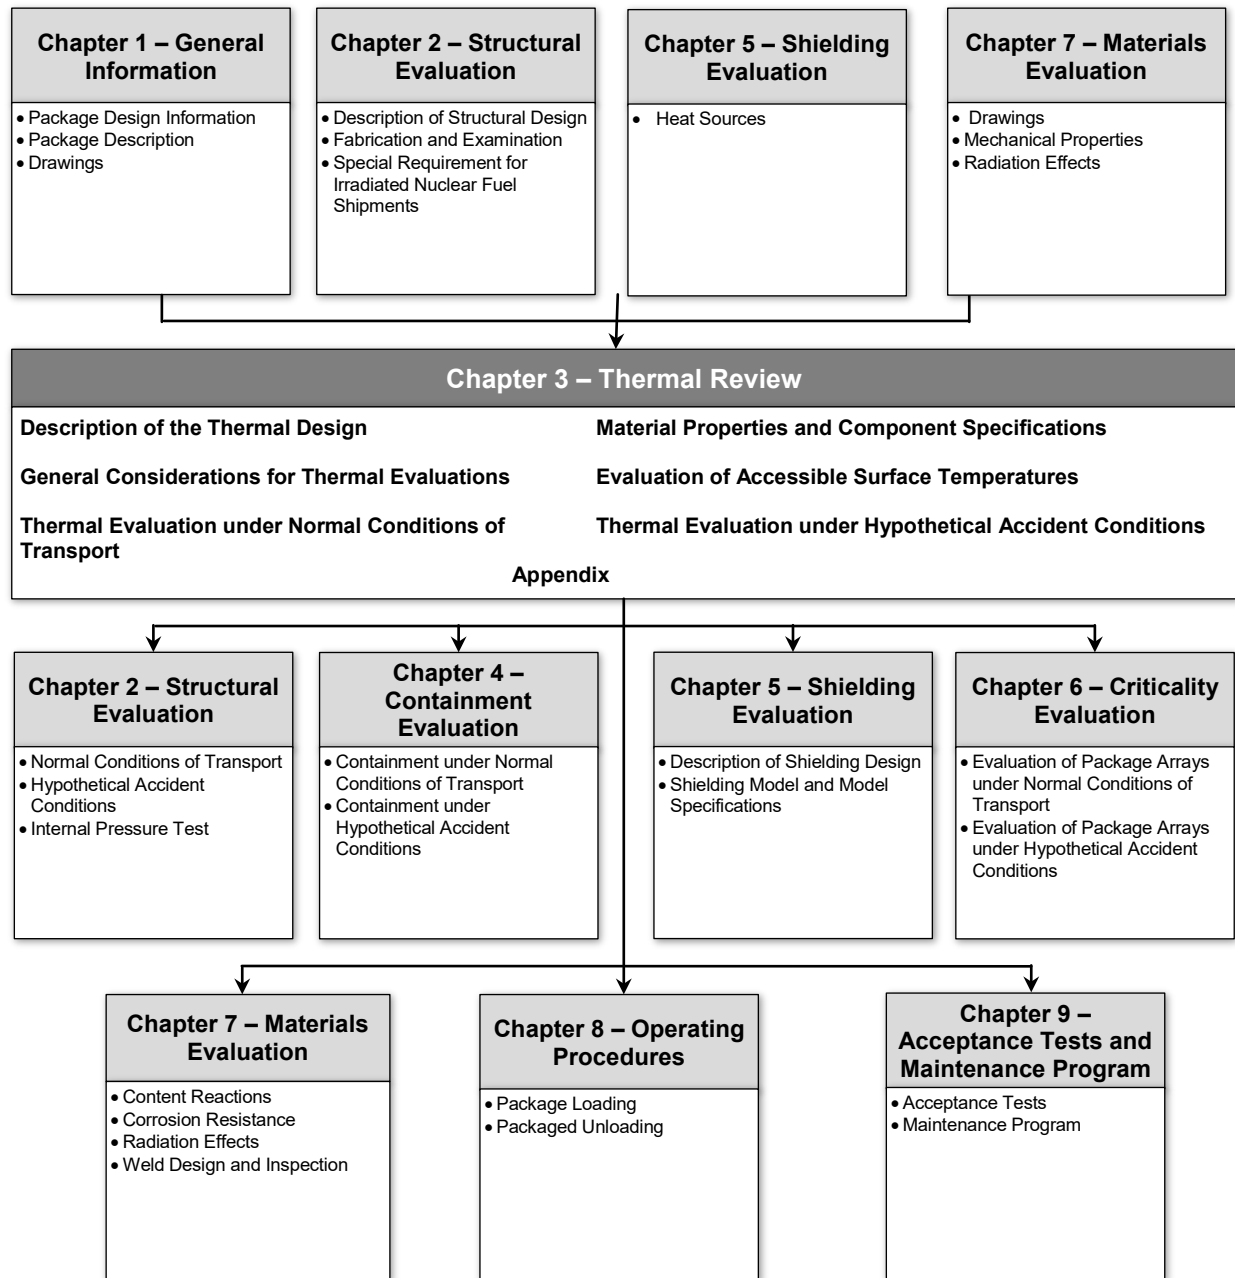 Chapter 1 – General
Information
• Package Design Information
• Package Description
• Drawings
Chapter 2 – Structural
Evaluation
• Description of Structural Design
• Fabrication and Examination
• Special Requirement for
Irradiated Nuclear Fuel
Shipments
Chapter 5 – Shielding
Evaluation
• Heat Sources
Chapter 7 – Materials
Evaluation
• Drawings
• Mechanical Properties
• Radiation Effects
Chapter 3 – Thermal Review
Description of the Thermal Design
Material Properties and Component Specifications
General Considerations for Thermal Evaluations
Evaluation of Accessible Surface Temperatures
Thermal Evaluation under Normal Conditions of
Transport
Thermal Evaluation under Hypothetical Accident Conditions
Appendix
Chapter 2 – Structural
Evaluation
• Normal Conditions of Transport
• Hypothetical Accident
Conditions
• Internal Pressure Test
Chapter 4 –
Containment
Evaluation
• Containment under Normal
Conditions of Transport
• Containment under
Hypothetical Accident
Conditions
Chapter 5 – Shielding
Evaluation
• Description of Shielding Design
• Shielding Model and Model
Specifications
Chapter 6 – Criticality
Evaluation
• Evaluation of Package Arrays
under Normal Conditions of
Transport
• Evaluation of Package Arrays
under Hypothetical Accident
Conditions
Chapter 7 – Materials
Evaluation
• Content Reactions
• Corrosion Resistance
• Radiation Effects
• Weld Design and Inspection
Chapter 8 – Operating
Procedures
• Package Loading
• Packaged Unloading
Chapter 9 –
Acceptance Tests and
Maintenance Program
• Acceptance Tests
• Maintenance Program